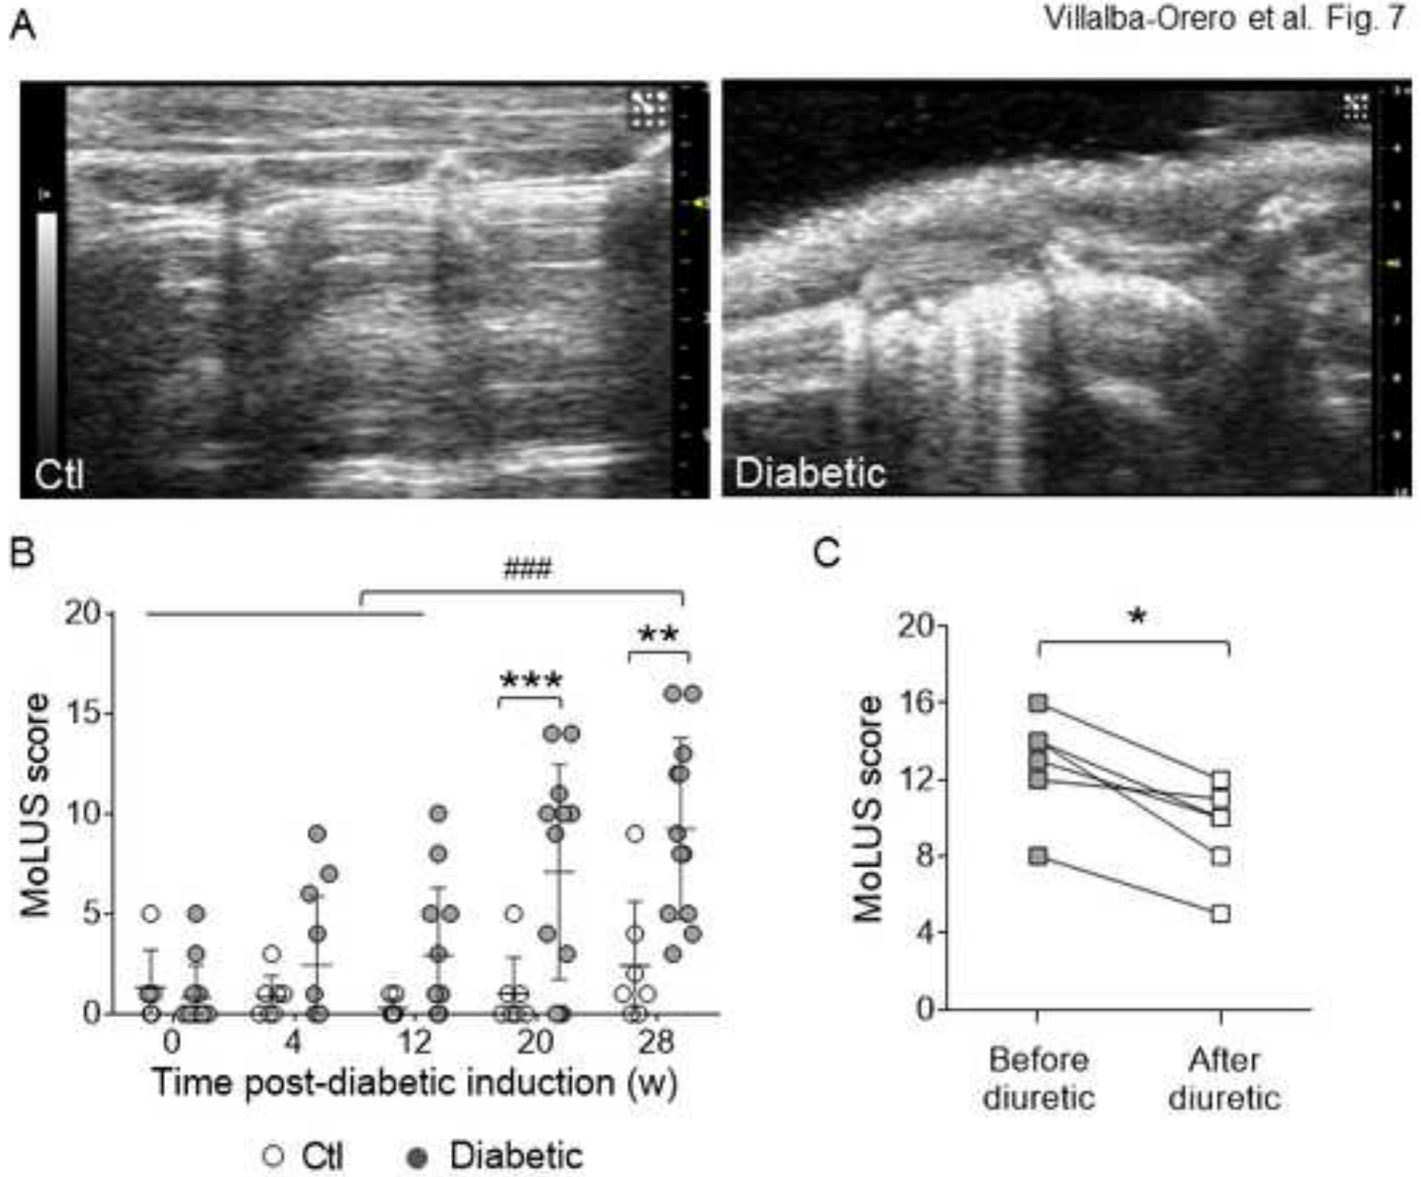 A
Villalba-Orero et al. Fig. 7
Ctl
Diabetic
B
###
***
**
20
15
10
5
0
MoLUS score
0 4 12 20 28
Time post-diabetic induction (w)
Ctl Diabetic
C
*
20
16
12
8
4
0
MoLUS score
Before diuretic
After diuretic